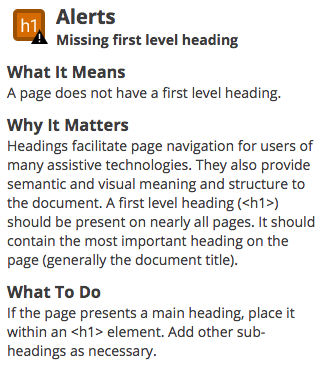 h1
Alerts
Missing first level heading
What It Means
A page does not have a first level heading.
Why It Matters
Headings facilitate page navigation for users of
many assistive technologies. They also provide
semantic and visual meaning and structure to
the document. A first level heading (<h1>)
should be present on nearly all pages. It should
contain the most important heading on the
page (generally the document title).
What To Do
If the page presents a main heading, place it
within an <h1> element. Add other sub-
headings as necessary.